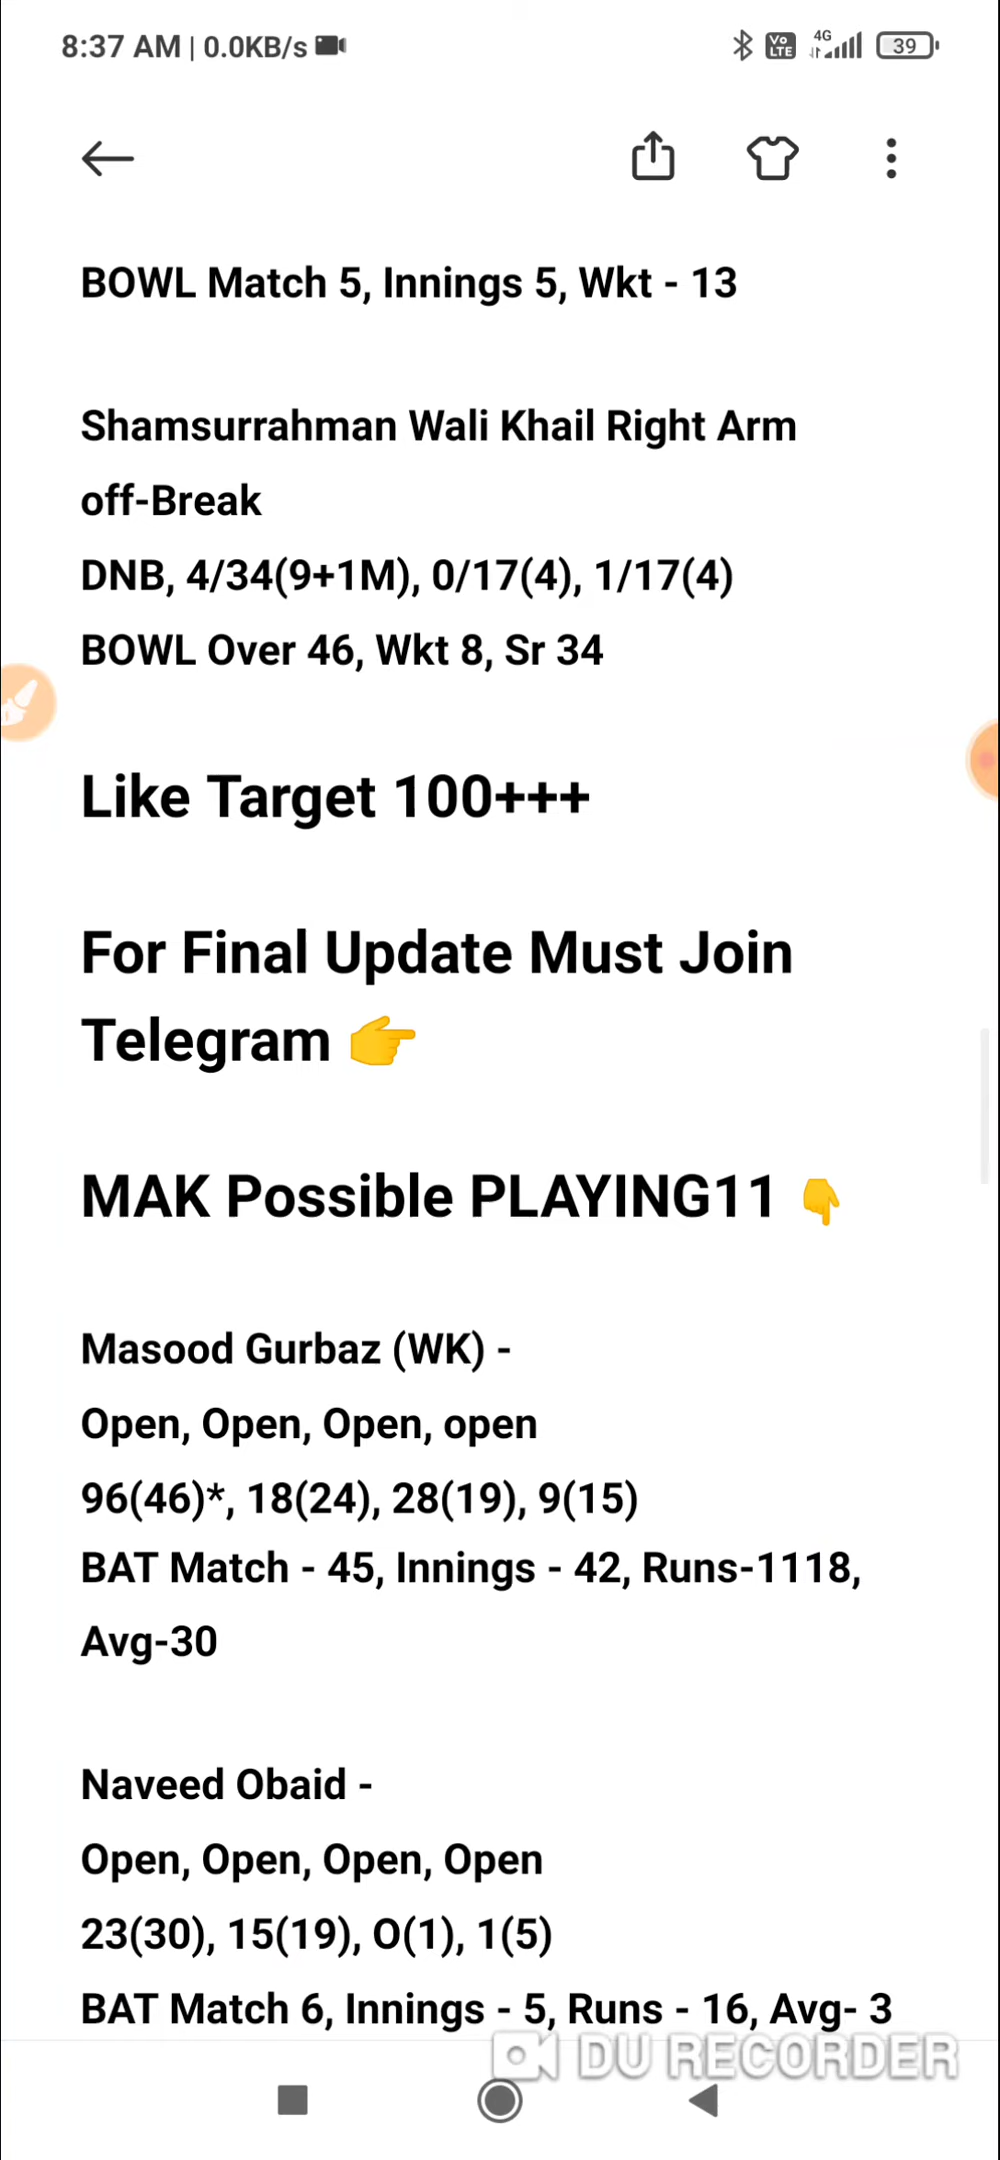 8:37 AM | 0.0KB/s
Vo LTE 4G 39
BOWL Match 5, Innings 5, Wkt - 13
Shamsurrahman Wali Khail Right Arm
off-Break
DNB, 4/34(9+1M), 0/17(4), 1/17(4)
BOWL Over 46, Wkt 8, Sr 34
Like Target 100+++
For Final Update Must Join
Telegram 👉
MAK Possible PLAYING11 👇
Masood Gurbaz (WK) -
Open, Open, Open, open
96(46)*, 18(24), 28(19), 9(15)
BAT Match - 45, Innings - 42, Runs-1118,
Avg-30
Naveed Obaid -
Open, Open, Open, Open
23(30), 15(19), O(1), 1(5)
BAT Match 6, Innings - 5, Runs - 16, Avg- 3
DU RECORDER